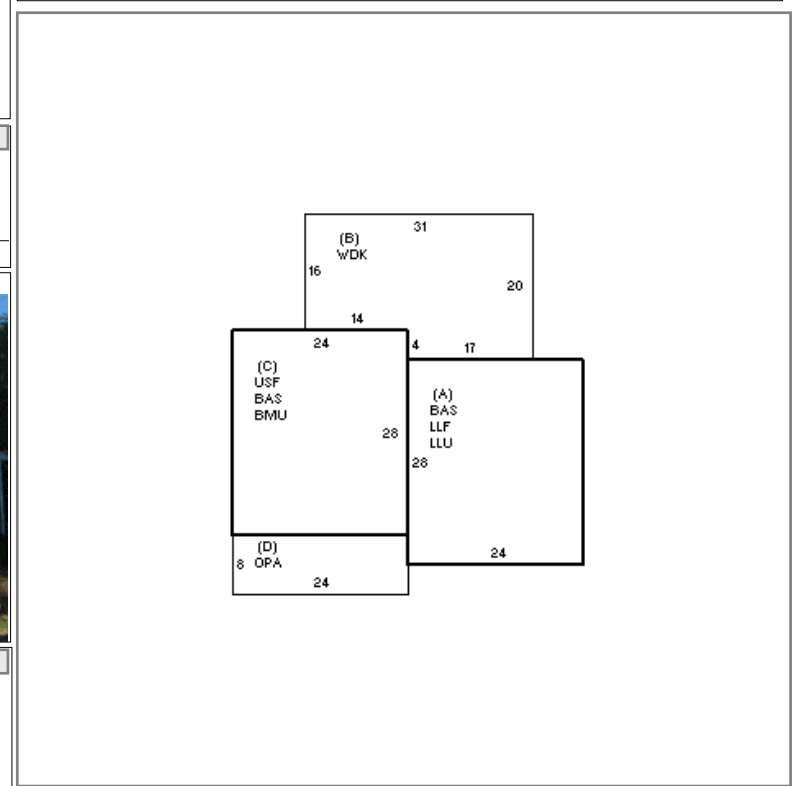 31
(B)
WDK
16
20
14
24
4
17
(C)
USF
BAS
BMU
(A)
BAS
LLF
LLU
28
28
24
(D)
8 OPA
24